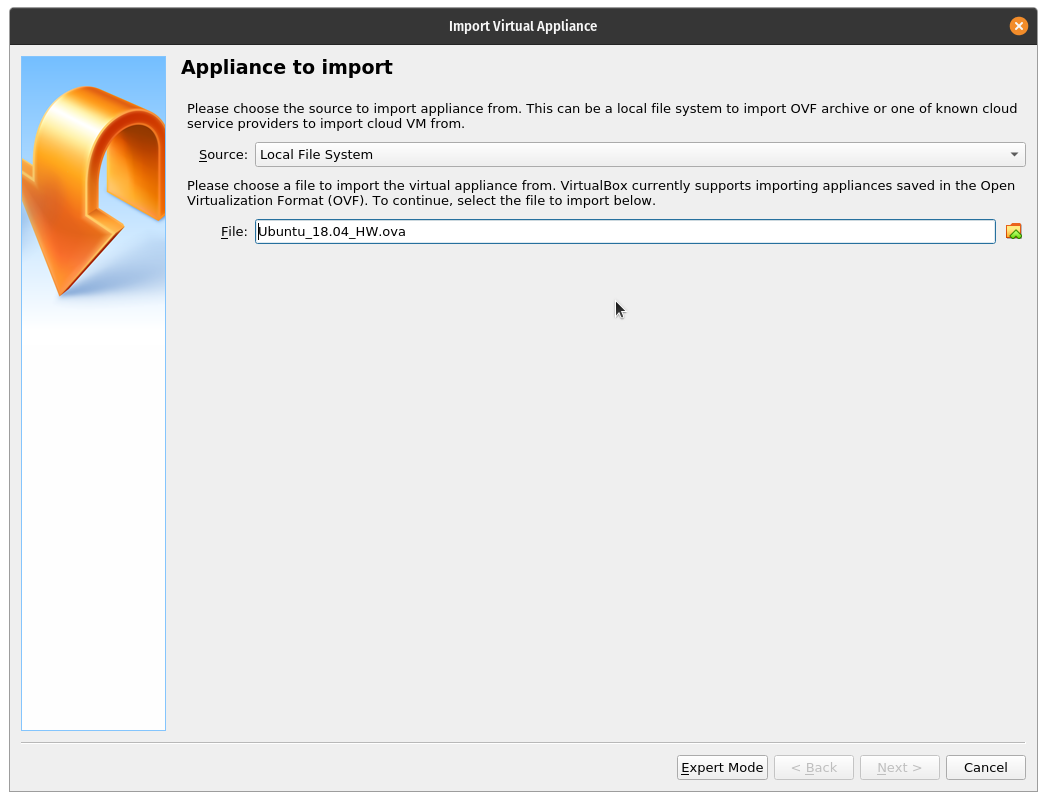 Import Virtual Appliance
Appliance to import
Please choose the source to import appliance from. This can be a local file system to import OVF archive or one of known cloud
service providers to import cloud VM from.
Source: Local File System
Please choose a file to import the virtual appliance from. VirtualBox currently supports importing appliances saved in the Open
Virtualization Format (OVF). To continue, select the file to import below.
File: Ubuntu_18.04_HW.ova
Expert Mode < Back Next > Cancel